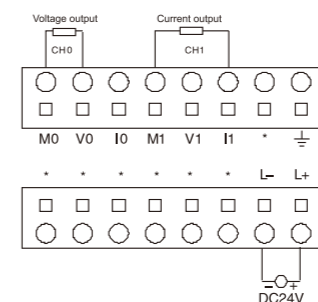 Voltage output Current output
CH0 CH1
M0 V0 I0 M1 V1 I1 *
* * * * * * L- L+
- +
DC24V